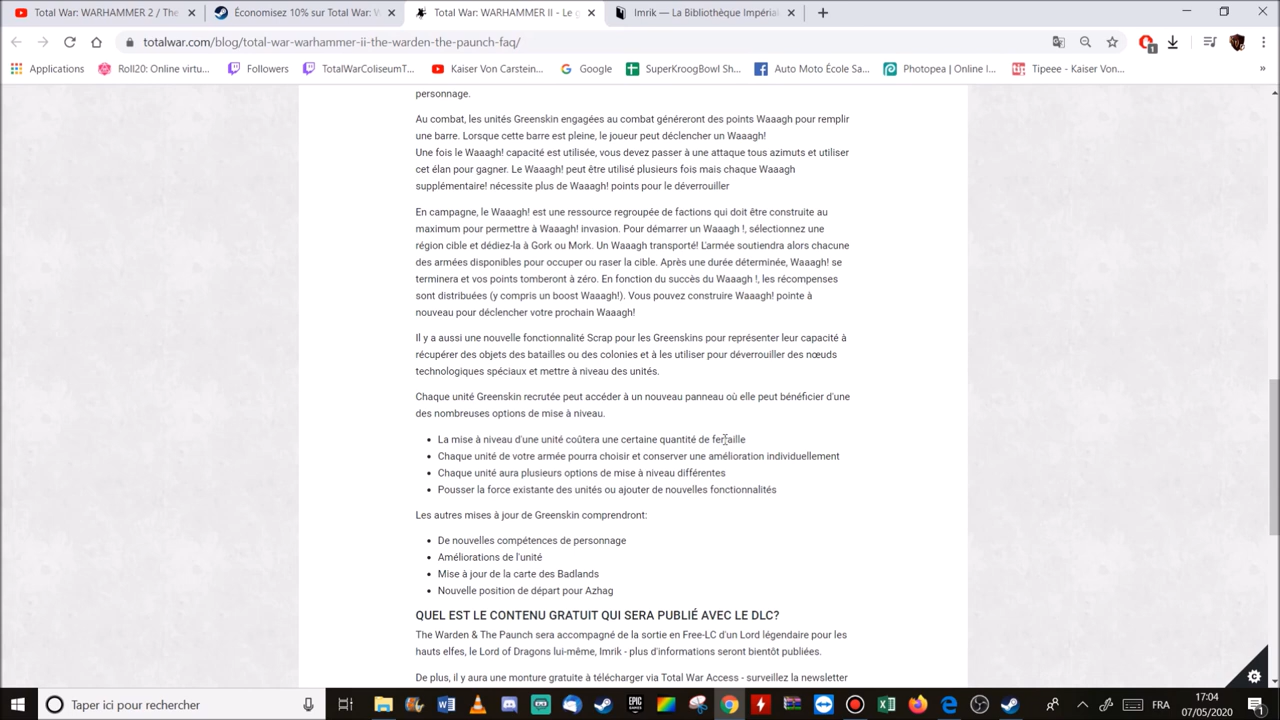 Total War: WARHAMMER 2 / The
Économisez 10% sur Total War: W
Total War: WARHAMMER II - Le g
Imrik — La Bibliothèque Impérial
totalwar.com/blog/total-war-warhammer-ii-the-warden-the-paunch-faq/
1
Applications
Roll20: Online virtu...
Followers
TotalWarColiseumT...
Kaiser Von Carstein...
Google
SuperKroogBowl Sh...
Auto Moto École Sa...
Photopea | Online I...
Tipeee - Kaiser Von...
»
personnage.
Au combat, les unités Greenskin engagées au combat généreront des points Waaagh pour remplir
une barre. Lorsque cette barre est pleine, le joueur peut déclencher un Waaagh!
Une fois le Waaagh! capacité est utilisée, vous devez passer à une attaque tous azimuts et utiliser
cet élan pour gagner. Le Waaagh! peut être utilisé plusieurs fois mais chaque Waaagh
supplémentaire! nécessite plus de Waaagh! points pour le déverrouiller
En campagne, le Waaagh! est une ressource regroupée de factions qui doit être construite au
maximum pour permettre à Waaagh! invasion. Pour démarrer un Waaagh !, sélectionnez une
région cible et dédiez-la à Gork ou Mork. Un Waaagh transporté! L'armée soutiendra alors chacune
des armées disponibles pour occuper ou raser la cible. Après une durée déterminée, Waaagh! se
terminera et vos points tomberont à zéro. En fonction du succès du Waaagh !, les récompenses
sont distribuées (y compris un boost Waaagh!). Vous pouvez construire Waaagh! pointe à
nouveau pour déclencher votre prochain Waaagh!
Il y a aussi une nouvelle fonctionnalité Scrap pour les Greenskins pour représenter leur capacité à
récupérer des objets des batailles ou des colonies et à les utiliser pour déverrouiller des nœuds
technologiques spéciaux et mettre à niveau des unités.
Chaque unité Greenskin recrutée peut accéder à un nouveau panneau où elle peut bénéficier d'une
des nombreuses options de mise à niveau.
• La mise à niveau d'une unité coûtera une certaine quantité de ferraille
• Chaque unité de votre armée pourra choisir et conserver une amélioration individuellement
• Chaque unité aura plusieurs options de mise à niveau différentes
• Pousser la force existante des unités ou ajouter de nouvelles fonctionnalités
Les autres mises à jour de Greenskin comprendront:
• De nouvelles compétences de personnage
• Améliorations de l'unité
• Mise à jour de la carte des Badlands
• Nouvelle position de départ pour Azhag
QUEL EST LE CONTENU GRATUIT QUI SERA PUBLIÉ AVEC LE DLC?
The Warden & The Paunch sera accompagné de la sortie en Free-LC d'un Lord légendaire pour les
hauts elfes, le Lord of Dragons lui-même, Imrik - plus d'informations seront bientôt publiées.
De plus, il y aura une monture gratuite à télécharger via Total War Access - surveillez la newsletter
Taper ici pour rechercher
FRA
17:04
07/05/2020
1